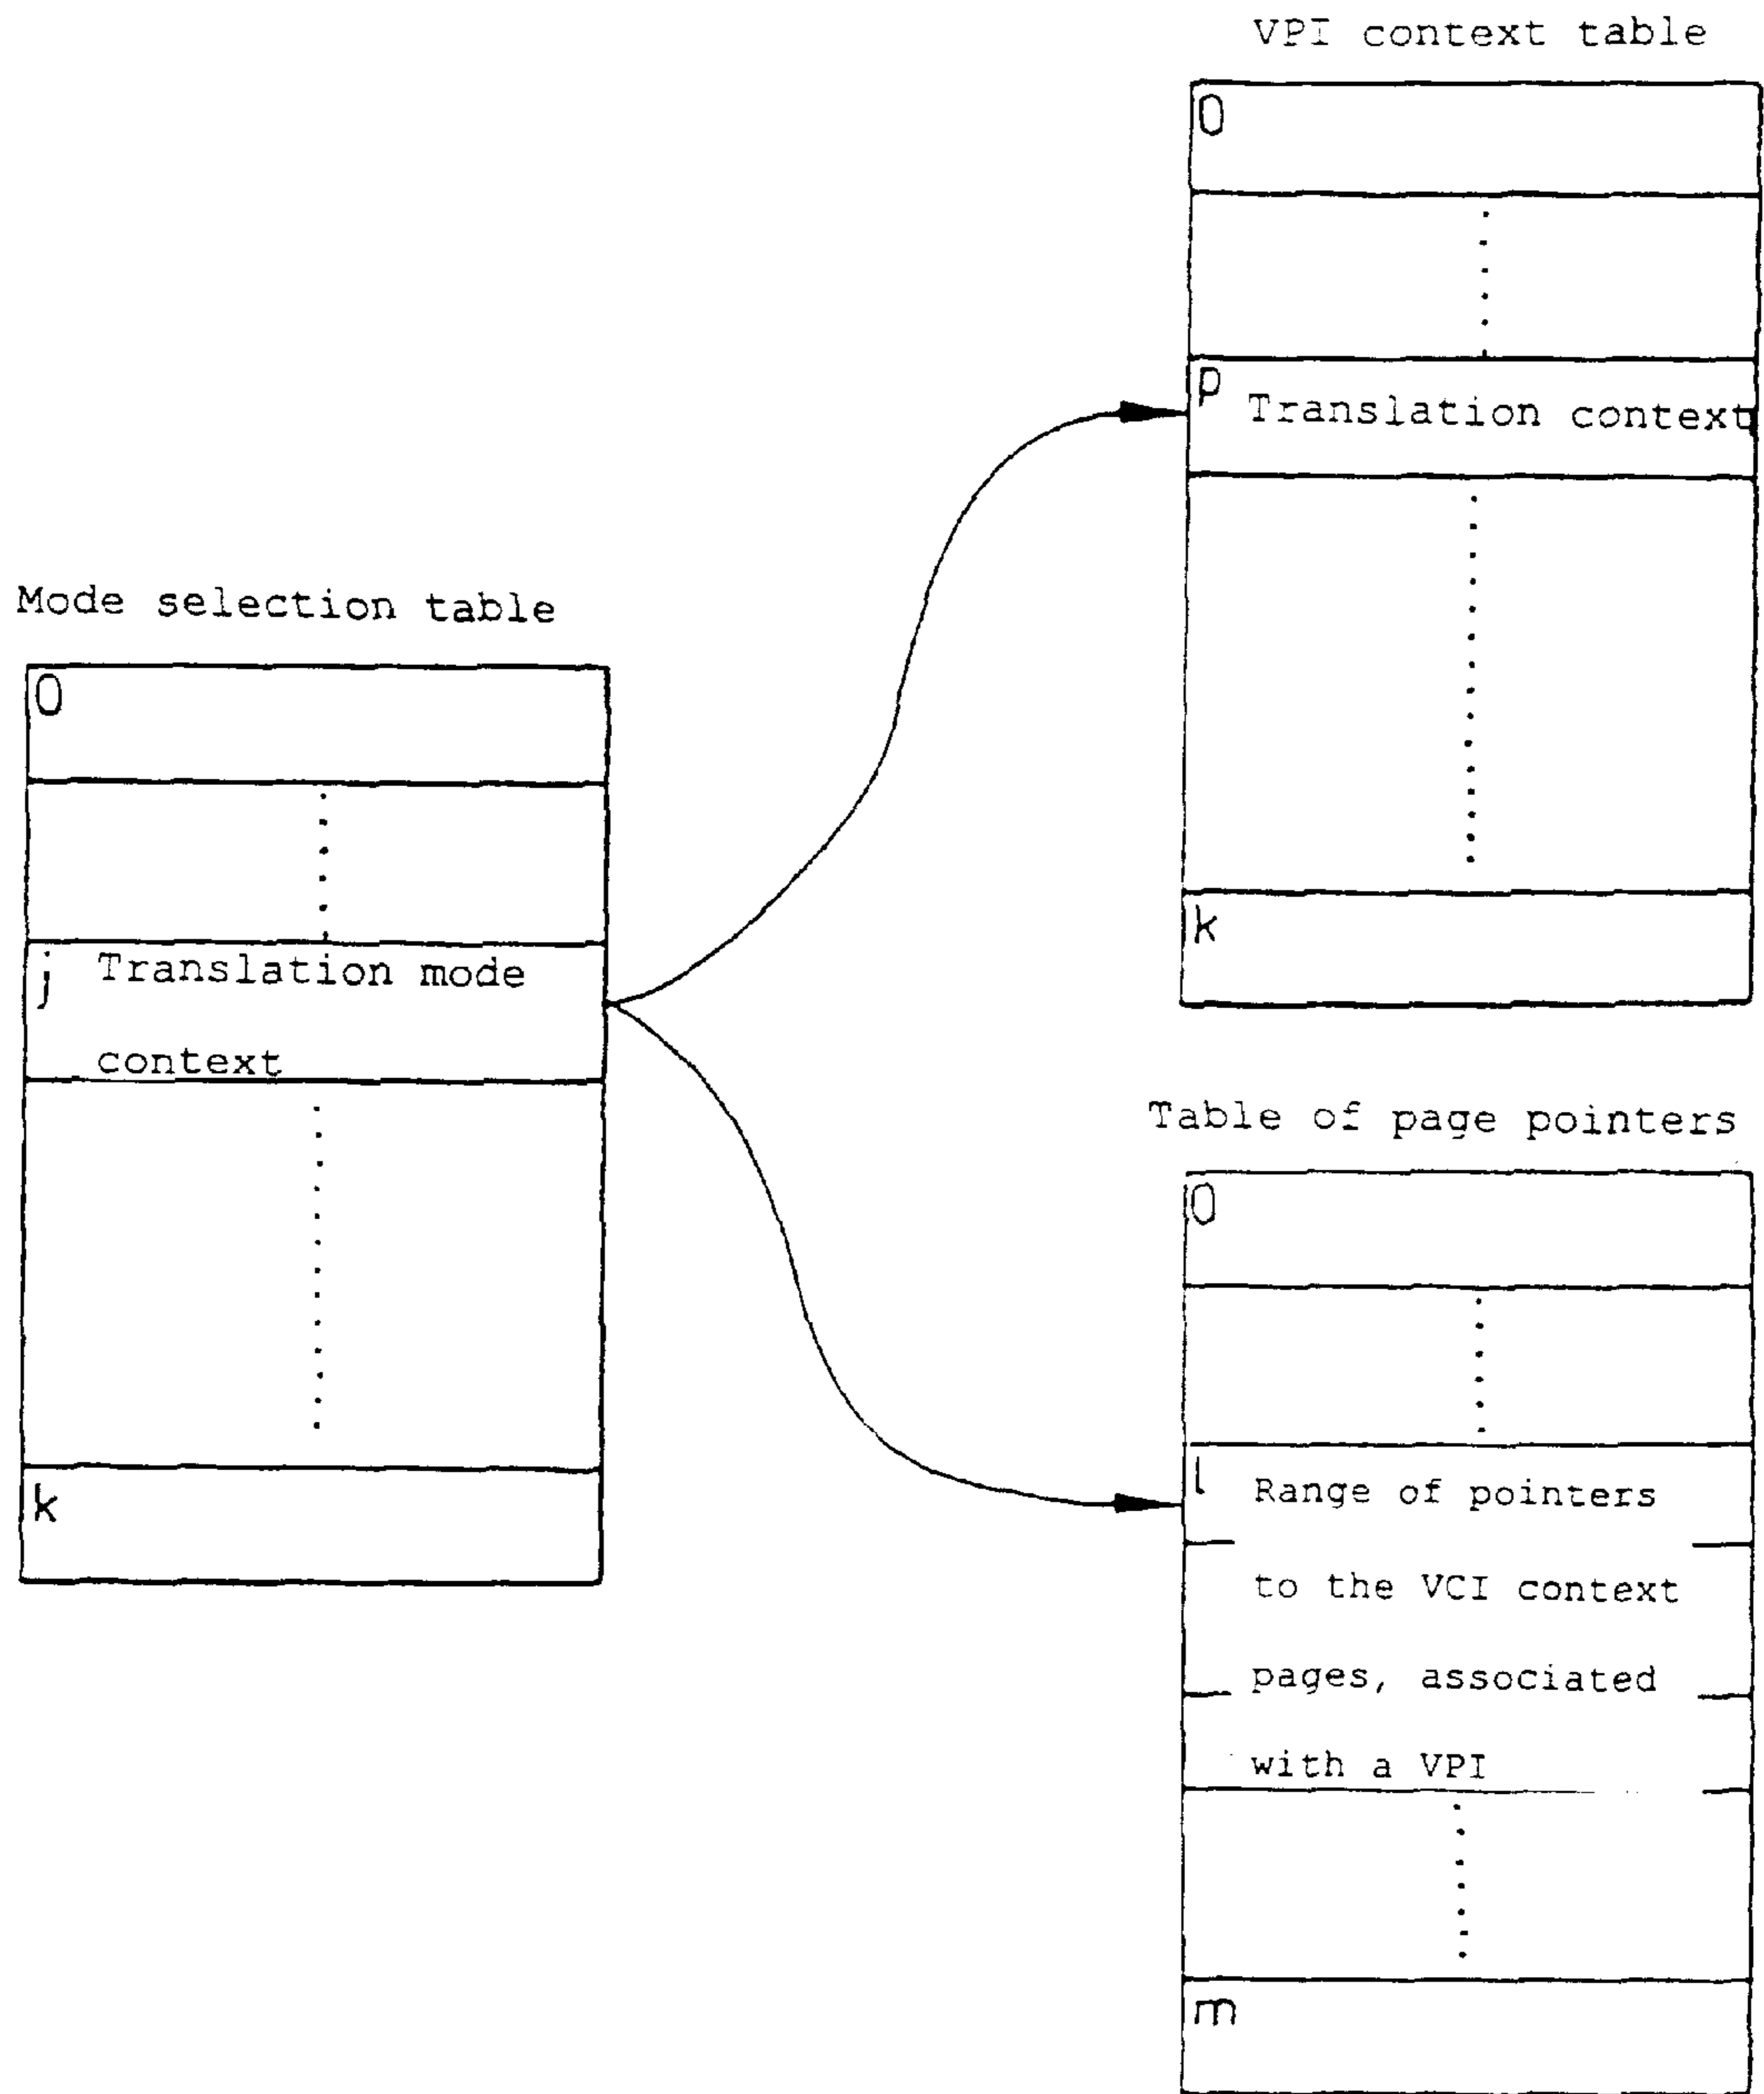 VPI context table
0
p Translation context
k
Mode selection table
0
j Translation mode
context
k
Table of page pointers
0
l Range of pointers
to the VCI context
pages, associated
with a VPI
m